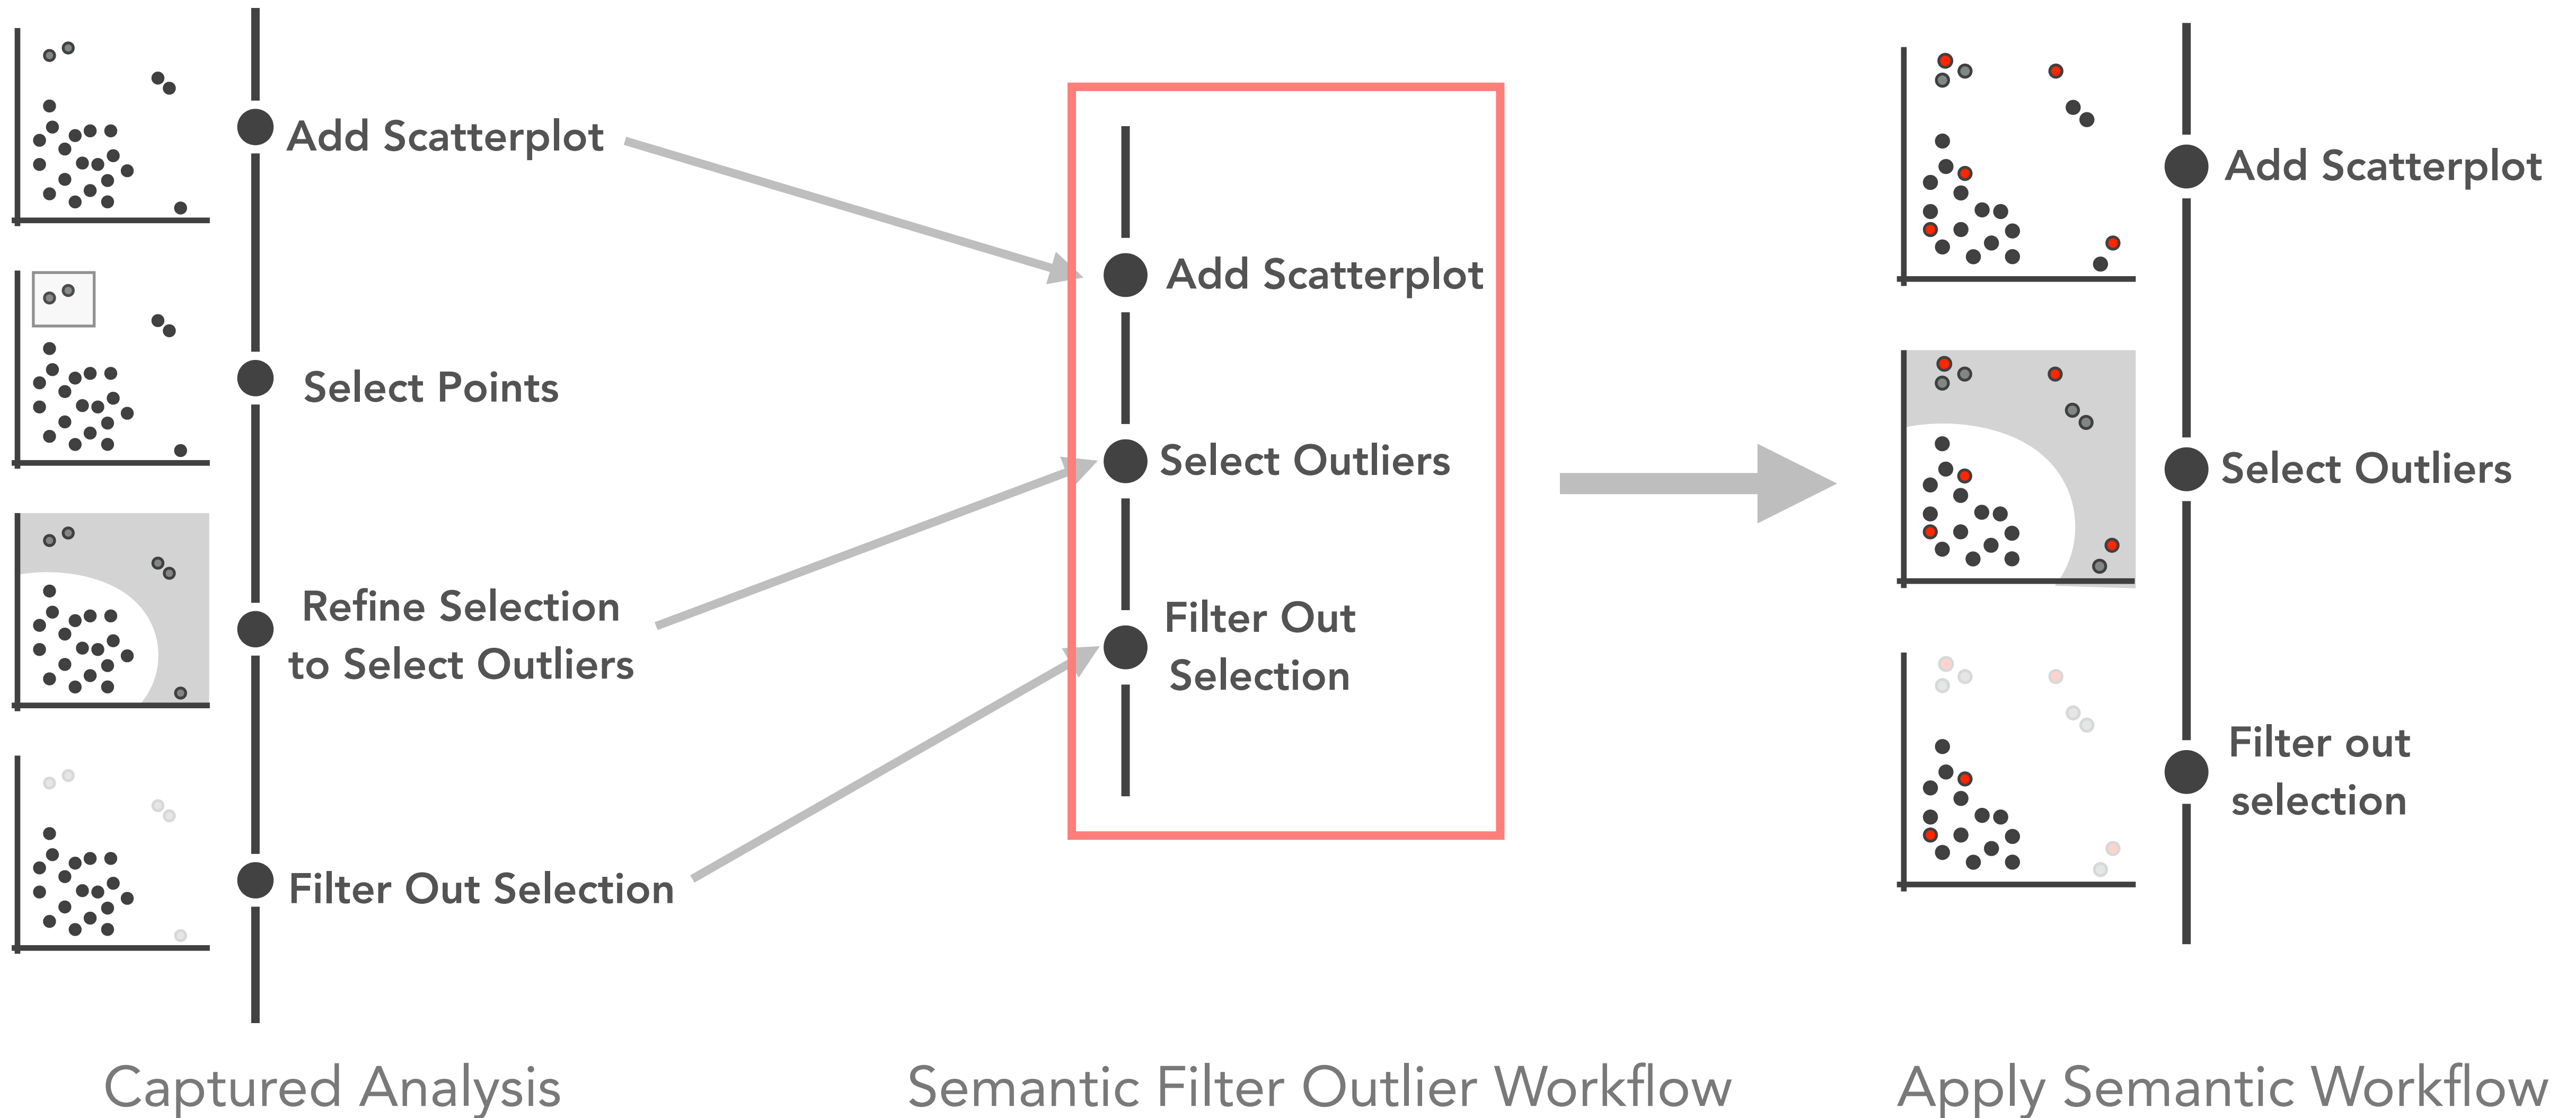 Add Scatterplot
Select Points
Refine Selection
to Select Outliers
Filter Out Selection
Captured Analysis
Add Scatterplot
Select Outliers
Filter Out
Selection
Semantic Filter Outlier Workflow
Add Scatterplot
Select Outliers
Filter out
selection
Apply Semantic Workflow